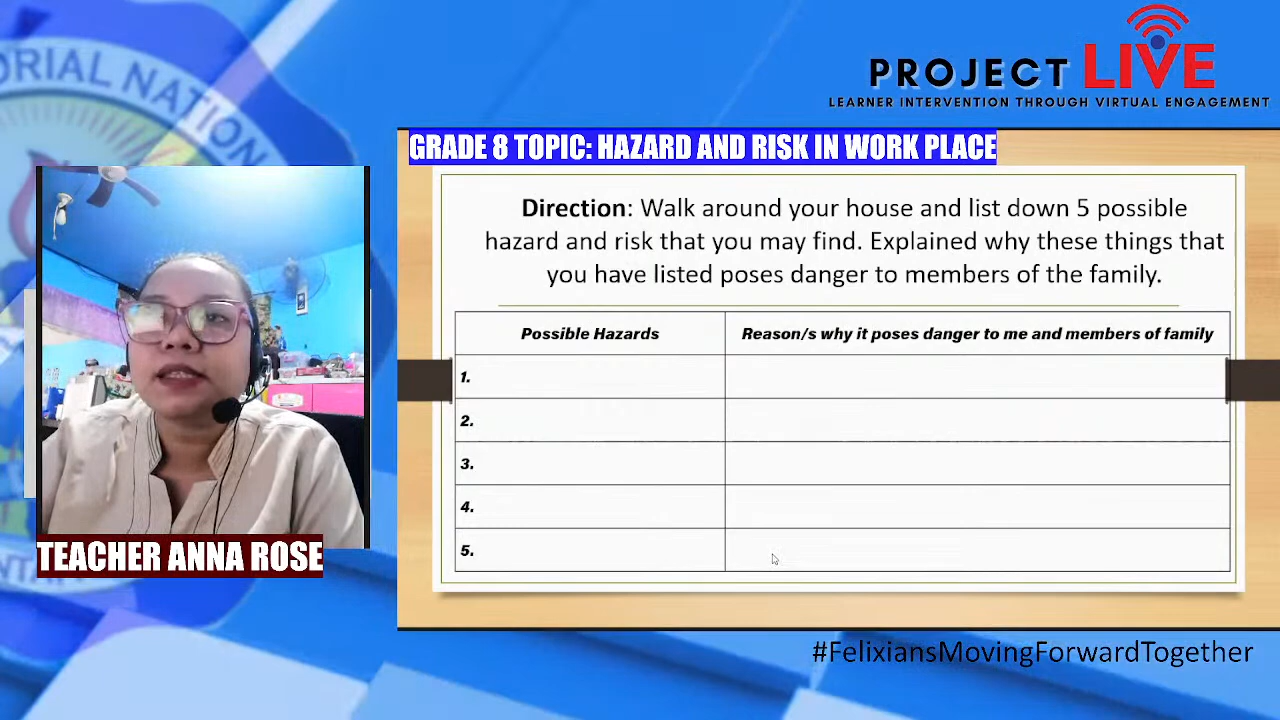 PROJECT LIVE
LEARNER INTERVENTION THROUGH VIRTUAL ENGAGEMENT
GRADE 8 TOPIC: HAZARD AND RISK IN WORK PLACE
Direction: Walk around your house and list down 5 possible
hazard and risk that you may find. Explained why these things that
you have listed poses danger to members of the family.
Possible Hazards Reason/s why it poses danger to me and members of family
1.
2.
3.
4.
5.
TEACHER ANNA ROSE
#FelixiansMovingForwardTogether